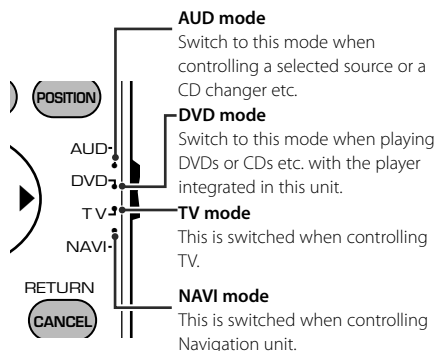 AUD mode
Switch to this mode when
controlling a selected source or a
CD changer etc.
DVD mode
Switch to this mode when playing
DVDs or CDs etc. with the player
integrated in this unit.
TV mode
This is switched when controlling
TV.
NAVI mode
This is switched when controlling
Navigation unit.
POSITION
AUD
DVD
TV
NAVI
RETURN
CANCEL